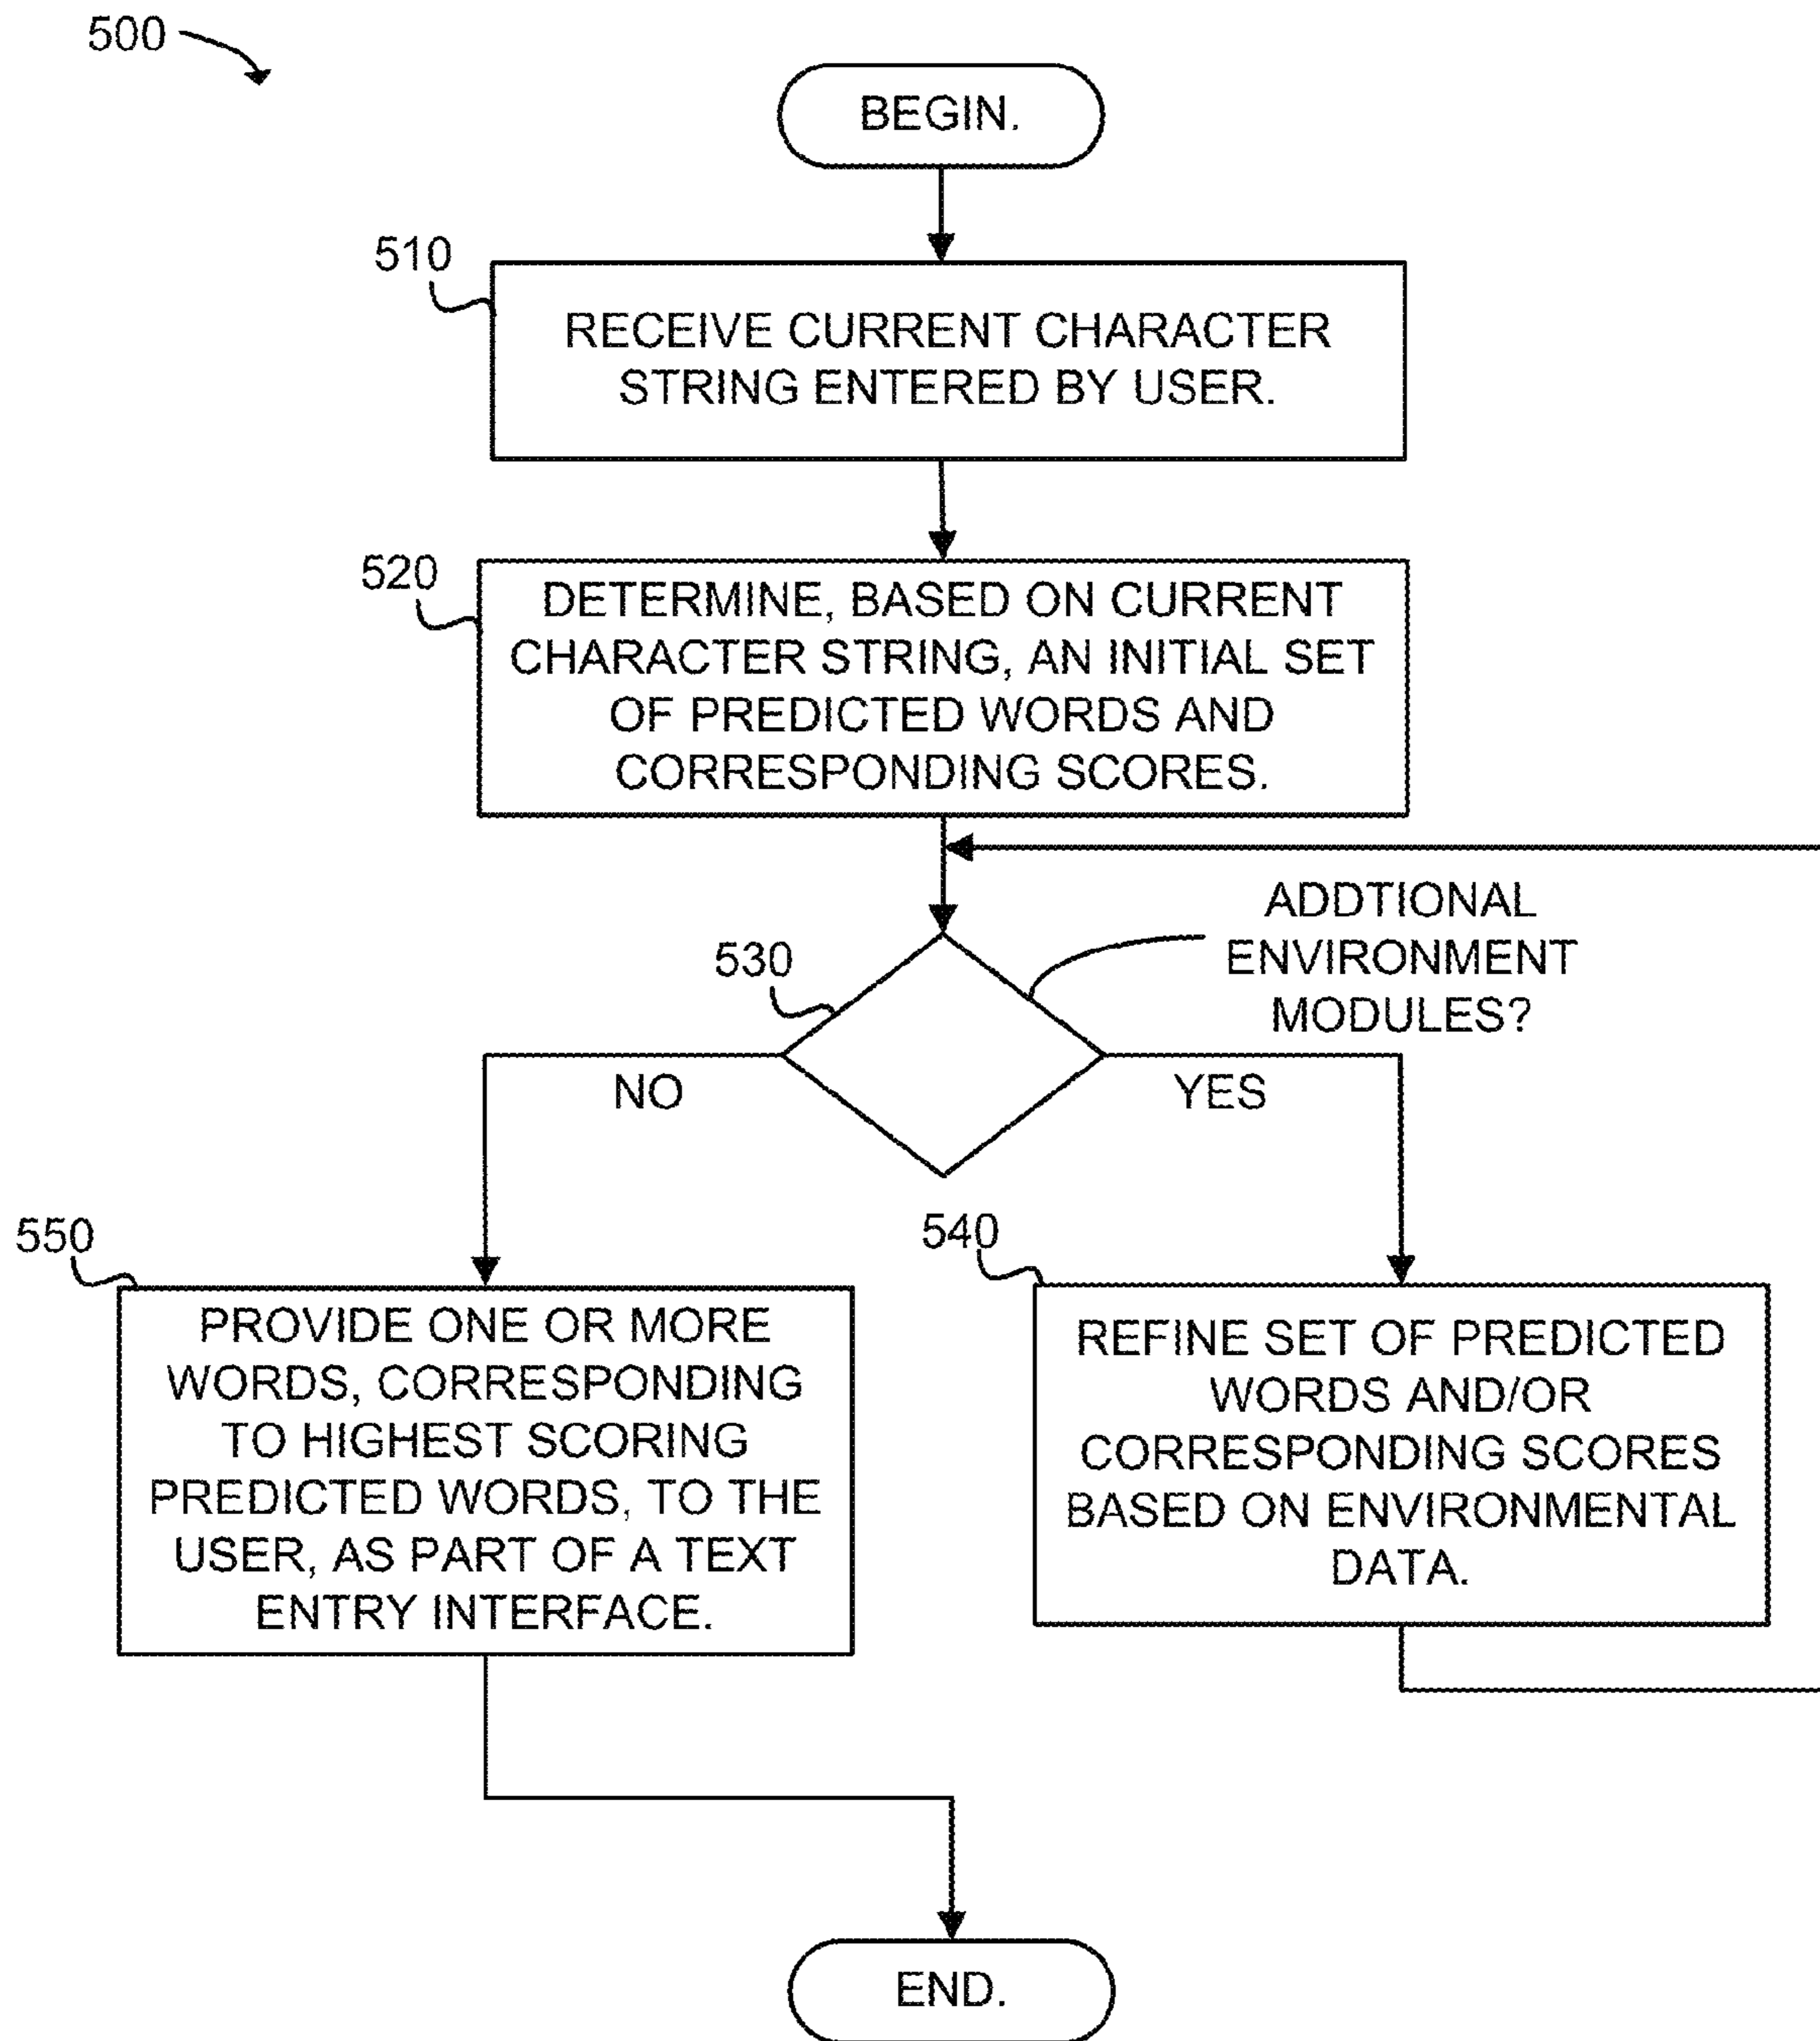 500
BEGIN.
510
RECEIVE CURRENT CHARACTER
STRING ENTERED BY USER.
520
DETERMINE, BASED ON CURRENT
CHARACTER STRING, AN INITIAL SET
OF PREDICTED WORDS AND
CORRESPONDING SCORES.
ADDTIONAL
ENVIRONMENT
MODULES?
530
NO
YES
550
PROVIDE ONE OR MORE
WORDS, CORRESPONDING
TO HIGHEST SCORING
PREDICTED WORDS, TO THE
USER, AS PART OF A TEXT
ENTRY INTERFACE.
540
REFINE SET OF PREDICTED
WORDS AND/OR
CORRESPONDING SCORES
BASED ON ENVIRONMENTAL
DATA.
END.